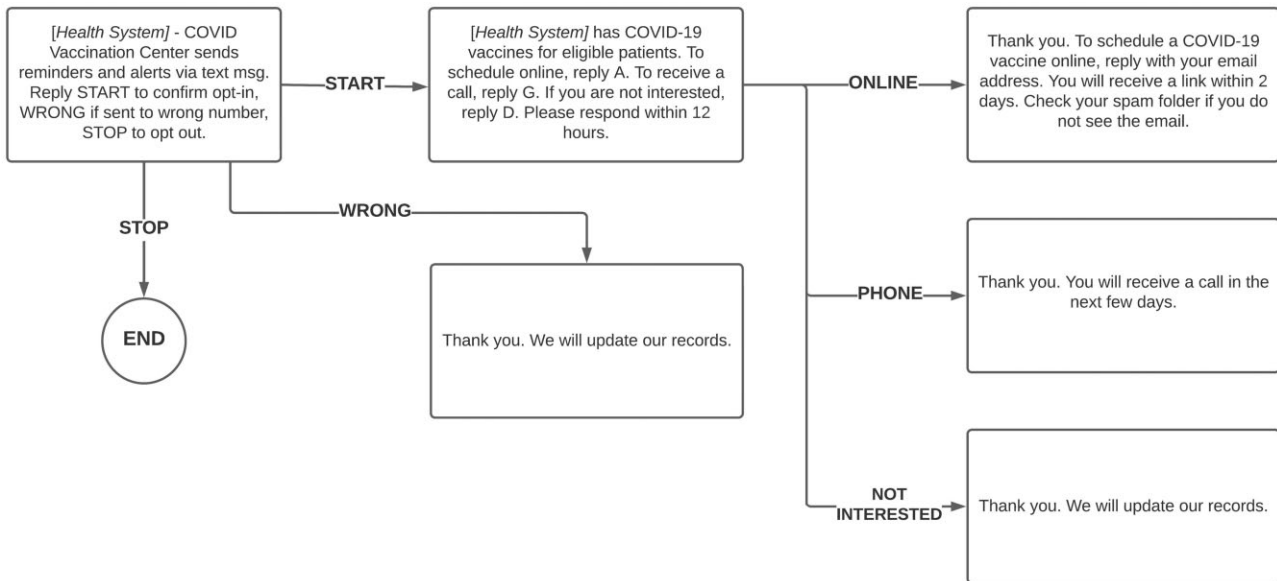 [Health System] - COVID
Vaccination Center sends
reminders and alerts via text msg.
Reply START to confirm opt-in,
WRONG if sent to wrong number,
STOP to opt out.
START
[Health System] has COVID-19
vaccines for eligible patients. To
schedule online, reply A. To receive a
call, reply G. If you are not interested,
reply D. Please respond within 12
hours.
ONLINE
Thank you. To schedule a COVID-19
vaccine online, reply with your email
address. You will receive a link within 2
days. Check your spam folder if you do
not see the email.
STOP
WRONG
END
Thank you. We will update our records.
PHONE
Thank you. You will receive a call in the
next few days.
NOT
INTERESTED
Thank you. We will update our records.